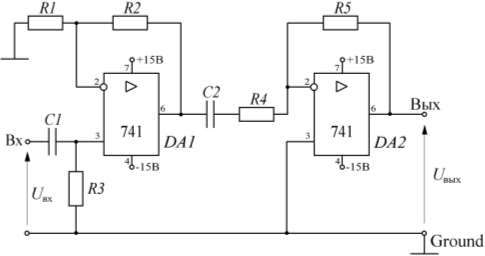 R1 R2 R5
+15В +15В
7 7
2 2
C2 R4
6 6
Вых
C1
Вх
3 741 DA1 3 741 DA2
4 4
-15В -15В
R3
Uвх Uвых
Ground